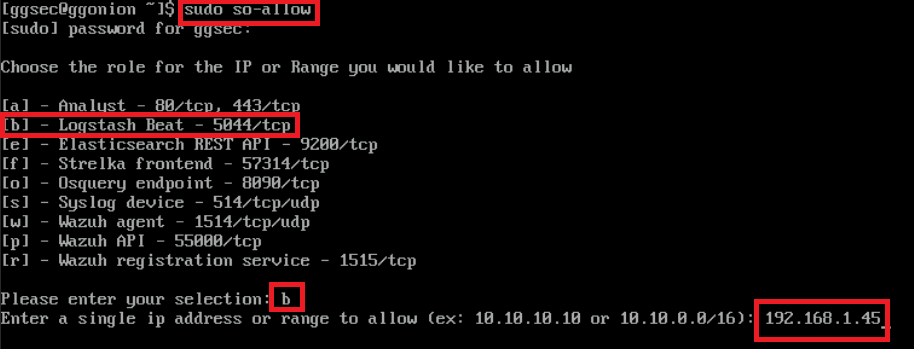 [ggsec@ggonion ~]$ sudo so-allow
[sudo] password for ggsec:
Choose the role for the IP or Range you would like to allow
[a] - Analyst - 80/tcp, 443/tcp
[b] - Logstash Beat - 5044/tcp
[e] - Elasticsearch REST API - 9200/tcp
[f] - Strelka frontend - 57314/tcp
[o] - Osquery endpoint - 8090/tcp
[s] - Syslog device - 514/tcp/udp
[w] - Wazuh agent - 1514/tcp/udp
[p] - Wazuh API - 55000/tcp
[r] - Wazuh registration service - 1515/tcp
Please enter your selection: b
Enter a single ip address or range to allow (ex: 10.10.10.10 or 10.10.0.0/16): 192.168.1.45_